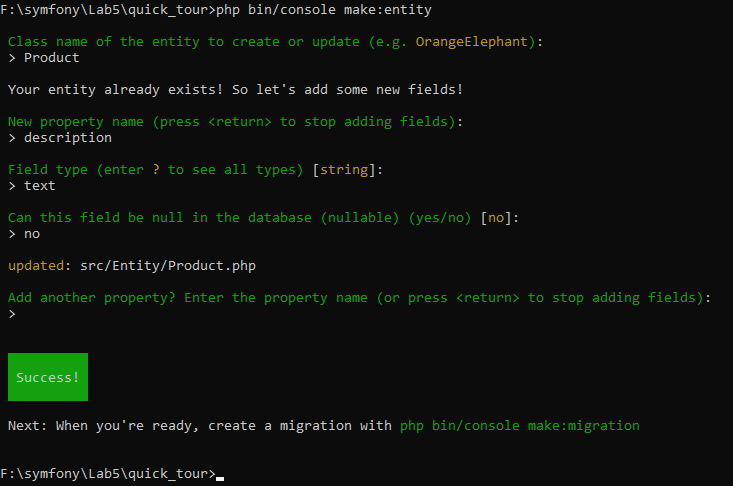 F:\symfony\Lab5\quick_tour>php bin/console make:entity
Class name of the entity to create or update (e.g. OrangeElephant):
> Product
Your entity already exists! So let's add some new fields!
New property name (press <return> to stop adding fields):
> description
Field type (enter ? to see all types) [string]:
> text
Can this field be null in the database (nullable) (yes/no) [no]:
> no
updated: src/Entity/Product.php
Add another property? Enter the property name (or press <return> to stop adding fields):
>
Success!
Next: When you're ready, create a migration with php bin/console make:migration
F:\symfony\Lab5\quick_tour>